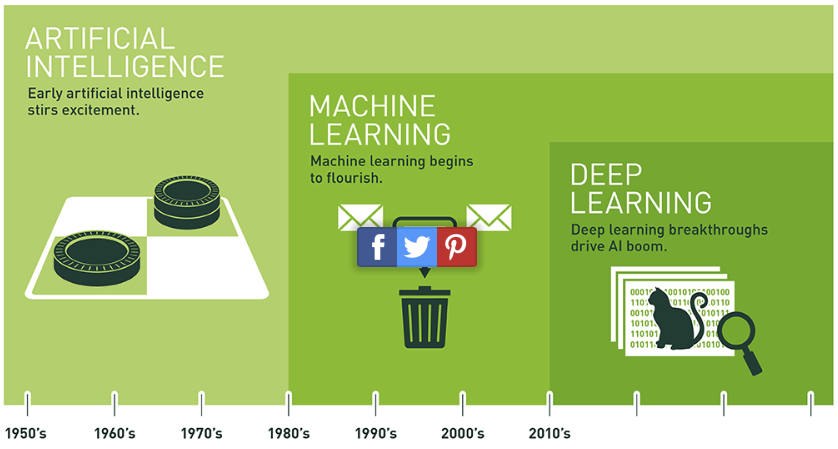 ARTIFICIAL
INTELLIGENCE
Early artificial intelligence
stirs excitement.
MACHINE
LEARNING
Machine learning begins
to flourish.
DEEP
LEARNING
Deep learning breakthroughs
drive AI boom.
1950's
1960's
1970's
1980's
1990's
2000's
2010's